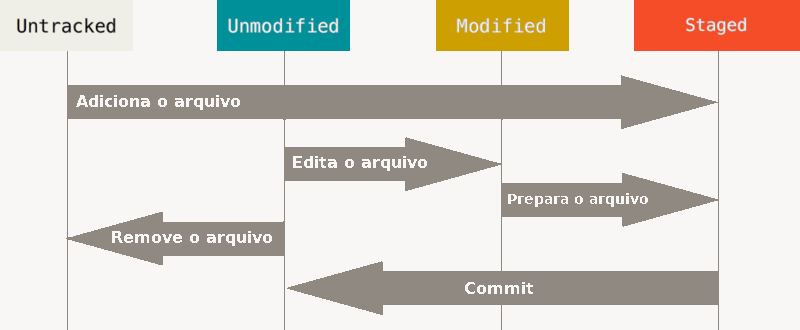 Untracked
Unmodified
Modified
Staged
Adiciona o arquivo
Edita o arquivo
Prepara o arquivo
Remove o arquivo
Commit